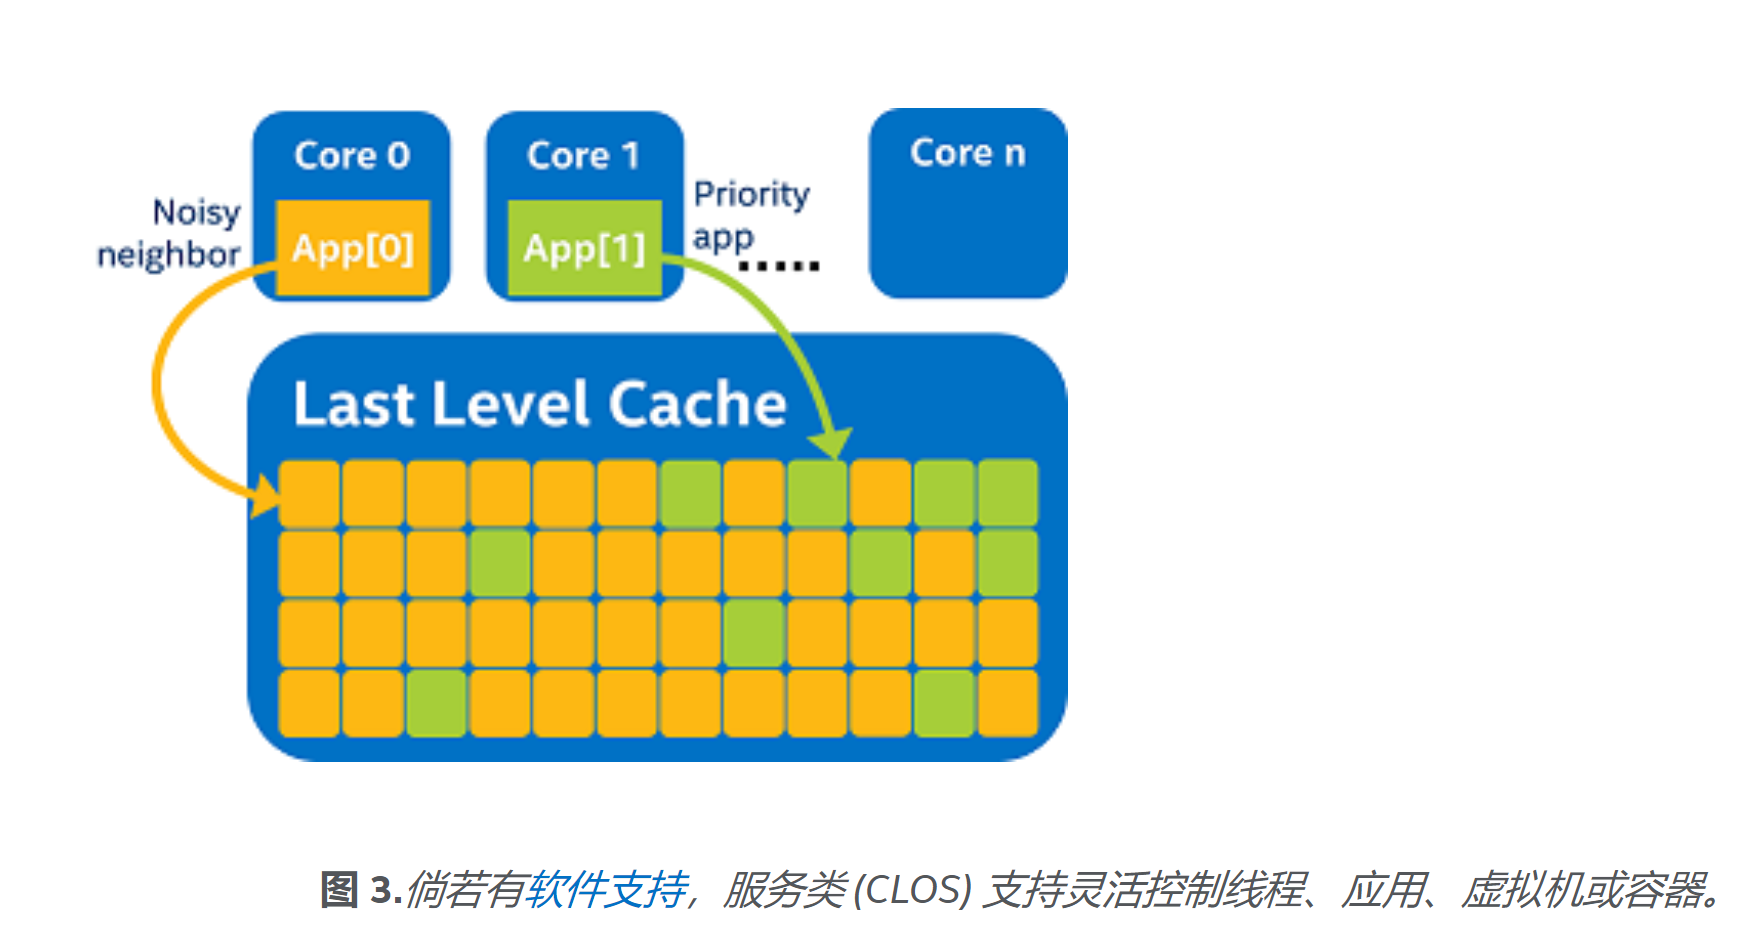 Core 0
Core 1
Core n
Noisy
neighbor
App[0]
App[1]
Priority
app
.....
Last Level Cache
图 3.倘若有软件支持，服务类 (CLOS) 支持灵活控制线程、应用、虚拟机或容器。